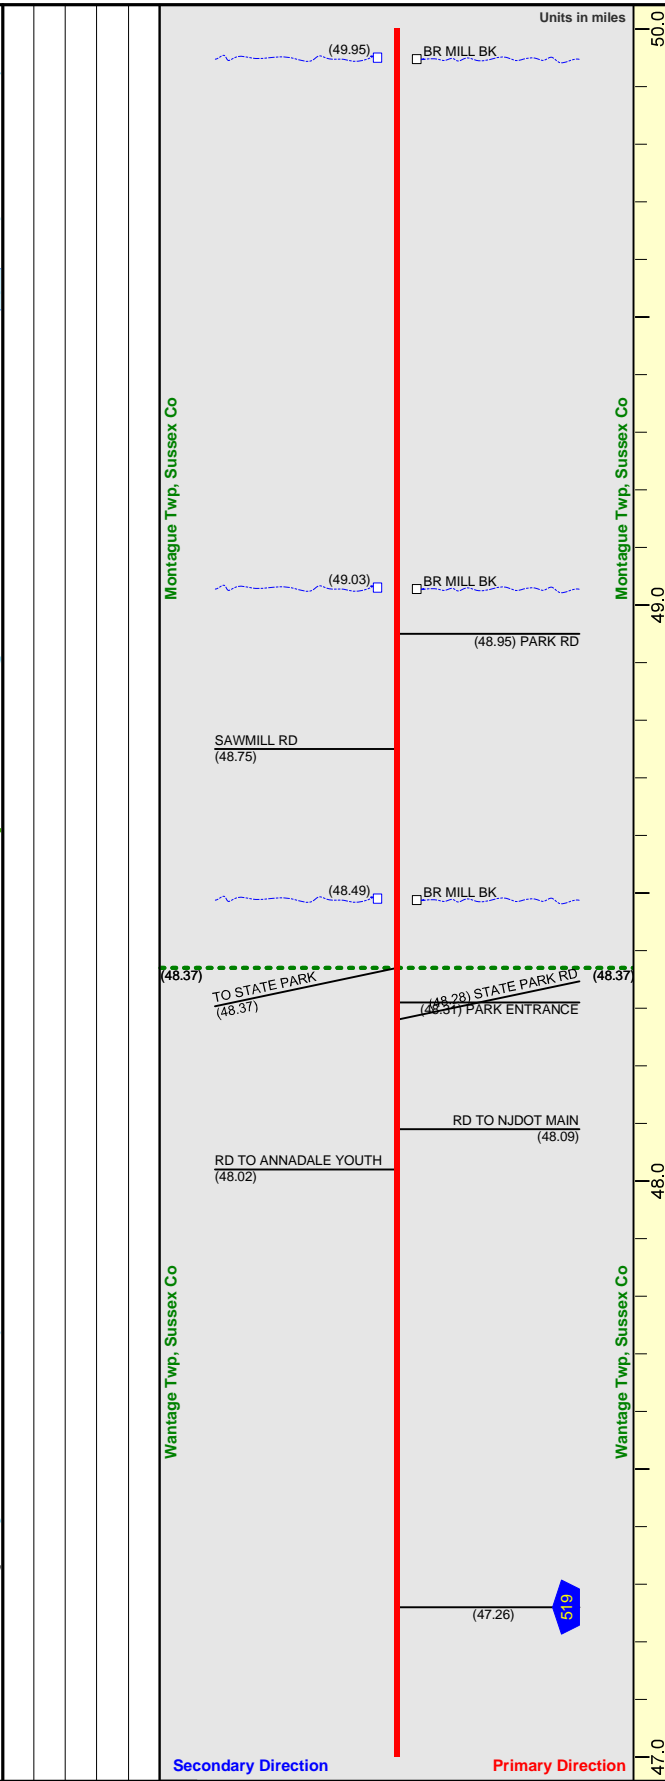 Units in miles
50.0
(49.95)
BR MILL BK
Montague Twp, Sussex Co
Montague Twp, Sussex Co
(49.03)
BR MILL BK
49.0
(48.95) PARK RD
SAWMILL RD
(48.75)
(48.49)
BR MILL BK
(48.37)
(48.37)
TO STATE PARK
(48.37)
(48.28) STATE PARK RD
(48.31) PARK ENTRANCE
RD TO NJDOT MAIN
(48.09)
RD TO ANNADALE YOUTH
(48.02)
48.0
Wantage Twp, Sussex Co
Wantage Twp, Sussex Co
519
(47.26)
47.0
Secondary Direction
Primary Direction